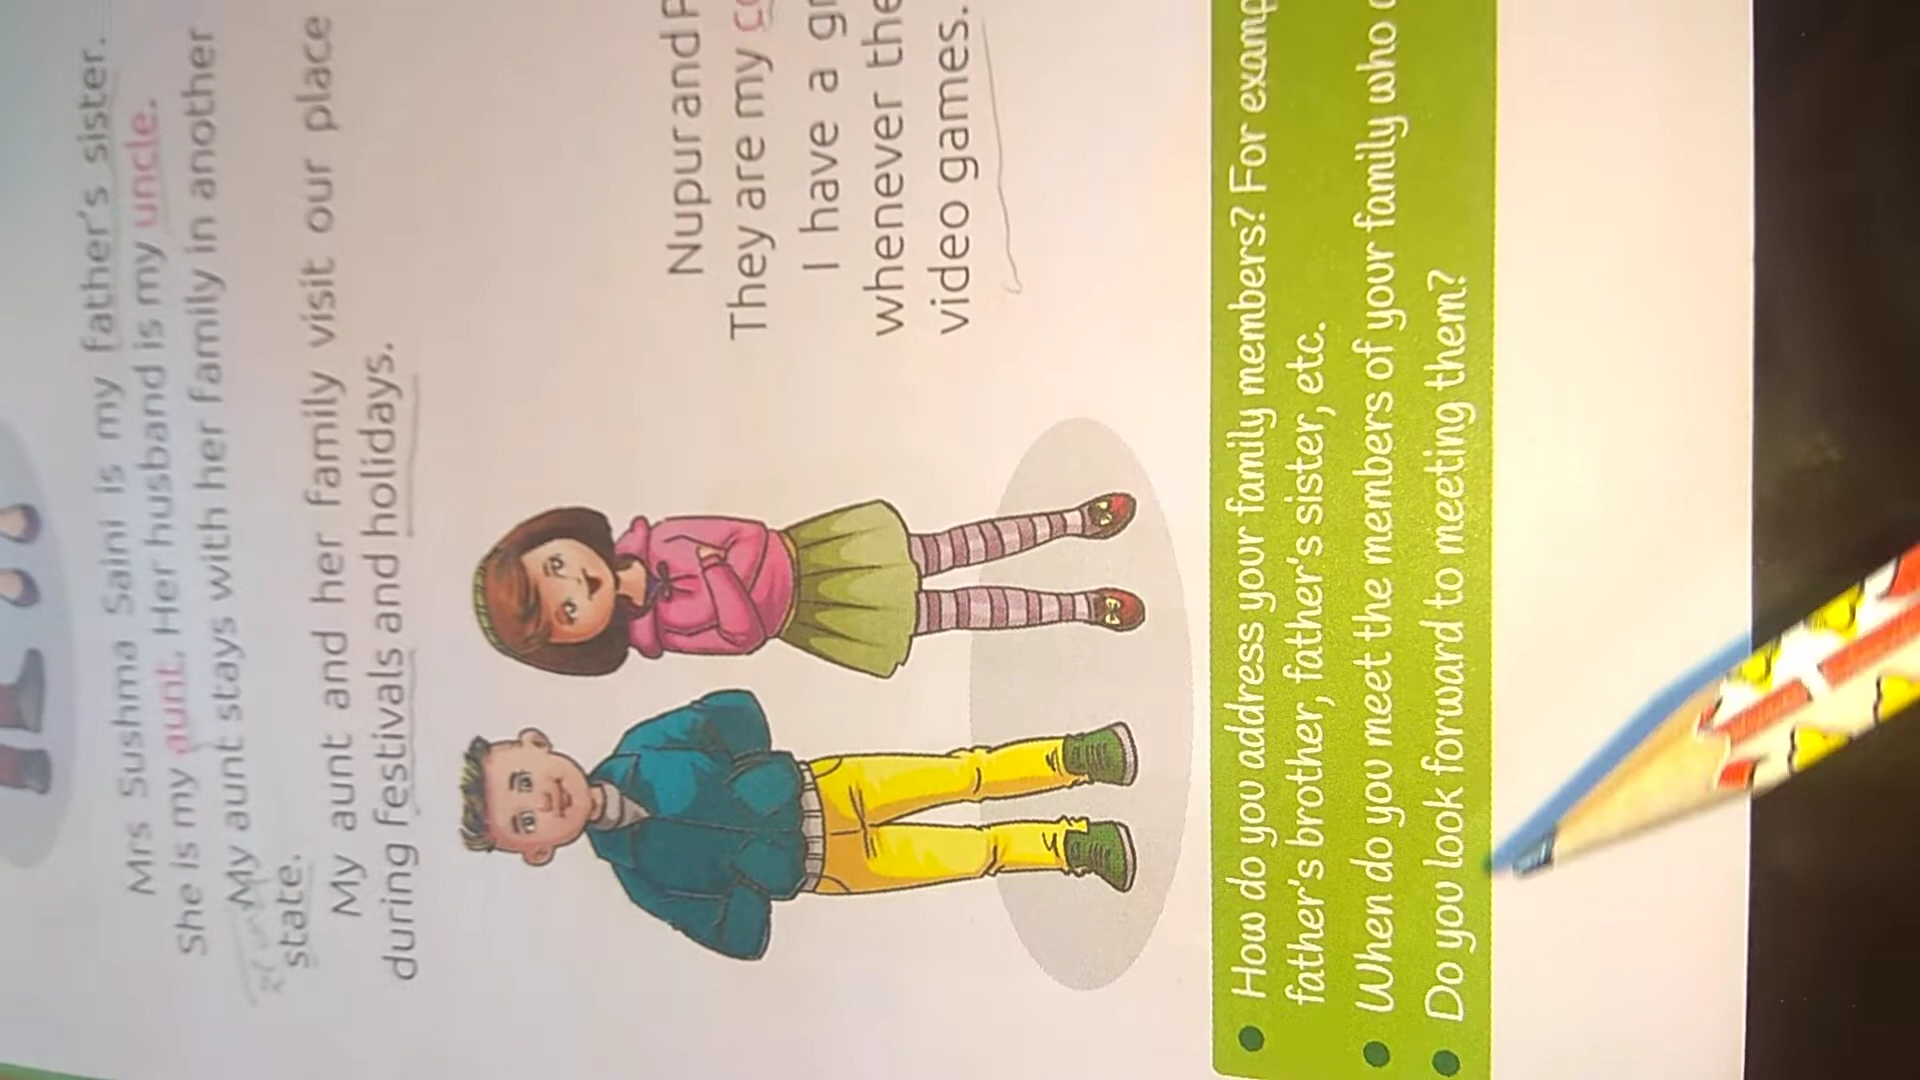 Mrs Sushma Saini is my father's sister.
She is my aunt. Her husband is my uncle.
My aunt stays with her family in another
state.
My aunt and her family visit our place
during festivals and holidays.
Nupur and
They are my
I have a
whenever
video games.
How do you address your family members? For
father's brother, father's sister, etc.
When do you meet the members of your family who
Do you look forward to meeting them?